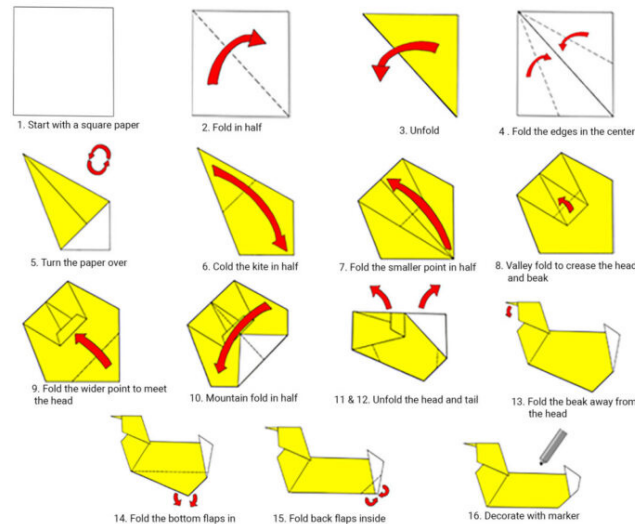 1. Start with a square paper
2. Fold in half
3. Unfold
4 . Fold the edges in the center
5. Turn the paper over
6. Cold the kite in half
7. Fold the smaller point in half
8. Valley fold to crease the head
and beak
9. Fold the wider point to meet
the head
10. Mountain fold in half
11 & 12. Unfold the head and tail
13. Fold the beak away from
the head
14. Fold the bottom flaps in
15. Fold back flaps inside
16. Decorate with marker